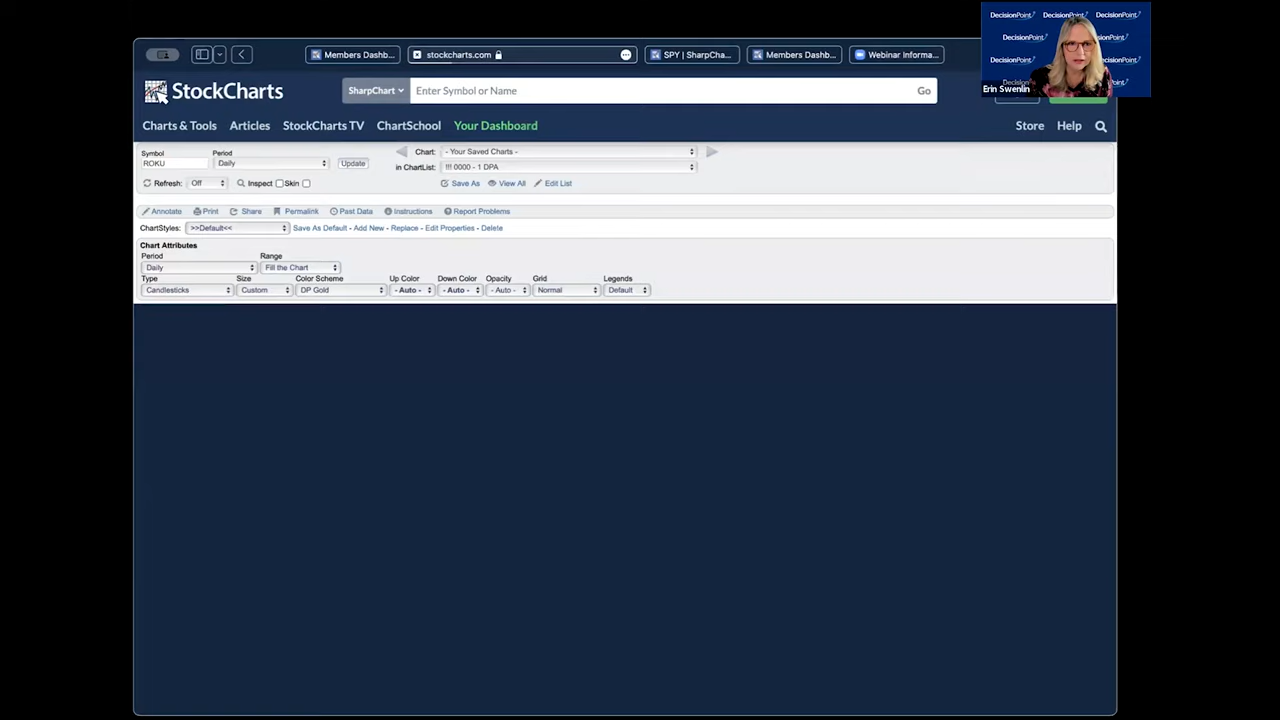 DecisionPoint DecisionPoint DecisionPoint
DecisionPoint
DecisionPoint
DecisionPoint
Erin Swenlin
Members Dashb...
stockcharts.com
SPY | SharpCha...
Members Dashb...
Webinar Informa...
StockCharts
SharpChart
Enter Symbol or Name
Go
Charts & Tools
Articles
StockCharts TV
ChartSchool
Your Dashboard
Store
Help
Symbol
Period
ROKU
Daily
Update
Chart:
- Your Saved Charts -
in ChartList:
!!! 0000 - 1 DPA
Refresh:
Off
Inspect
Skin
Save As
View All
Edit List
Annotate
Print
Share
Permalink
Past Data
Instructions
Report Problems
ChartStyles:
>>Default<<
Save As Default - Add New - Replace - Edit Properties - Delete
Chart Attributes
Period
Range
Daily
Fill the Chart
Type
Size
Color Scheme
Up Color
Down Color
Opacity
Grid
Legends
Candlesticks
Custom
DP Gold
- Auto -
- Auto -
- Auto -
Normal
Default